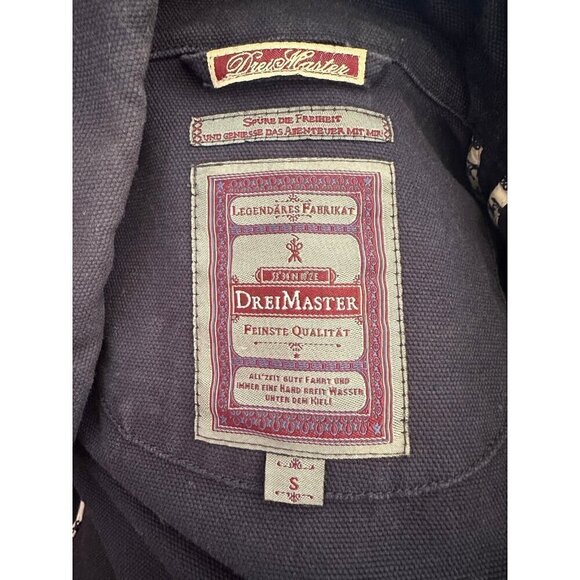 DreiMaster
SPÜRE DIE FREIHEIT
UND GENIESSE DAS ABENTEUER MIT MIR
LEGENDÄRES FABRIKAT
DREIMASTER
FEINSTE QUALITÄT
ALL'ZEIT GUTE FAHRT UND
IMMER EINE HAND BREIT WASSER
UNTER DEM KIEL!
S